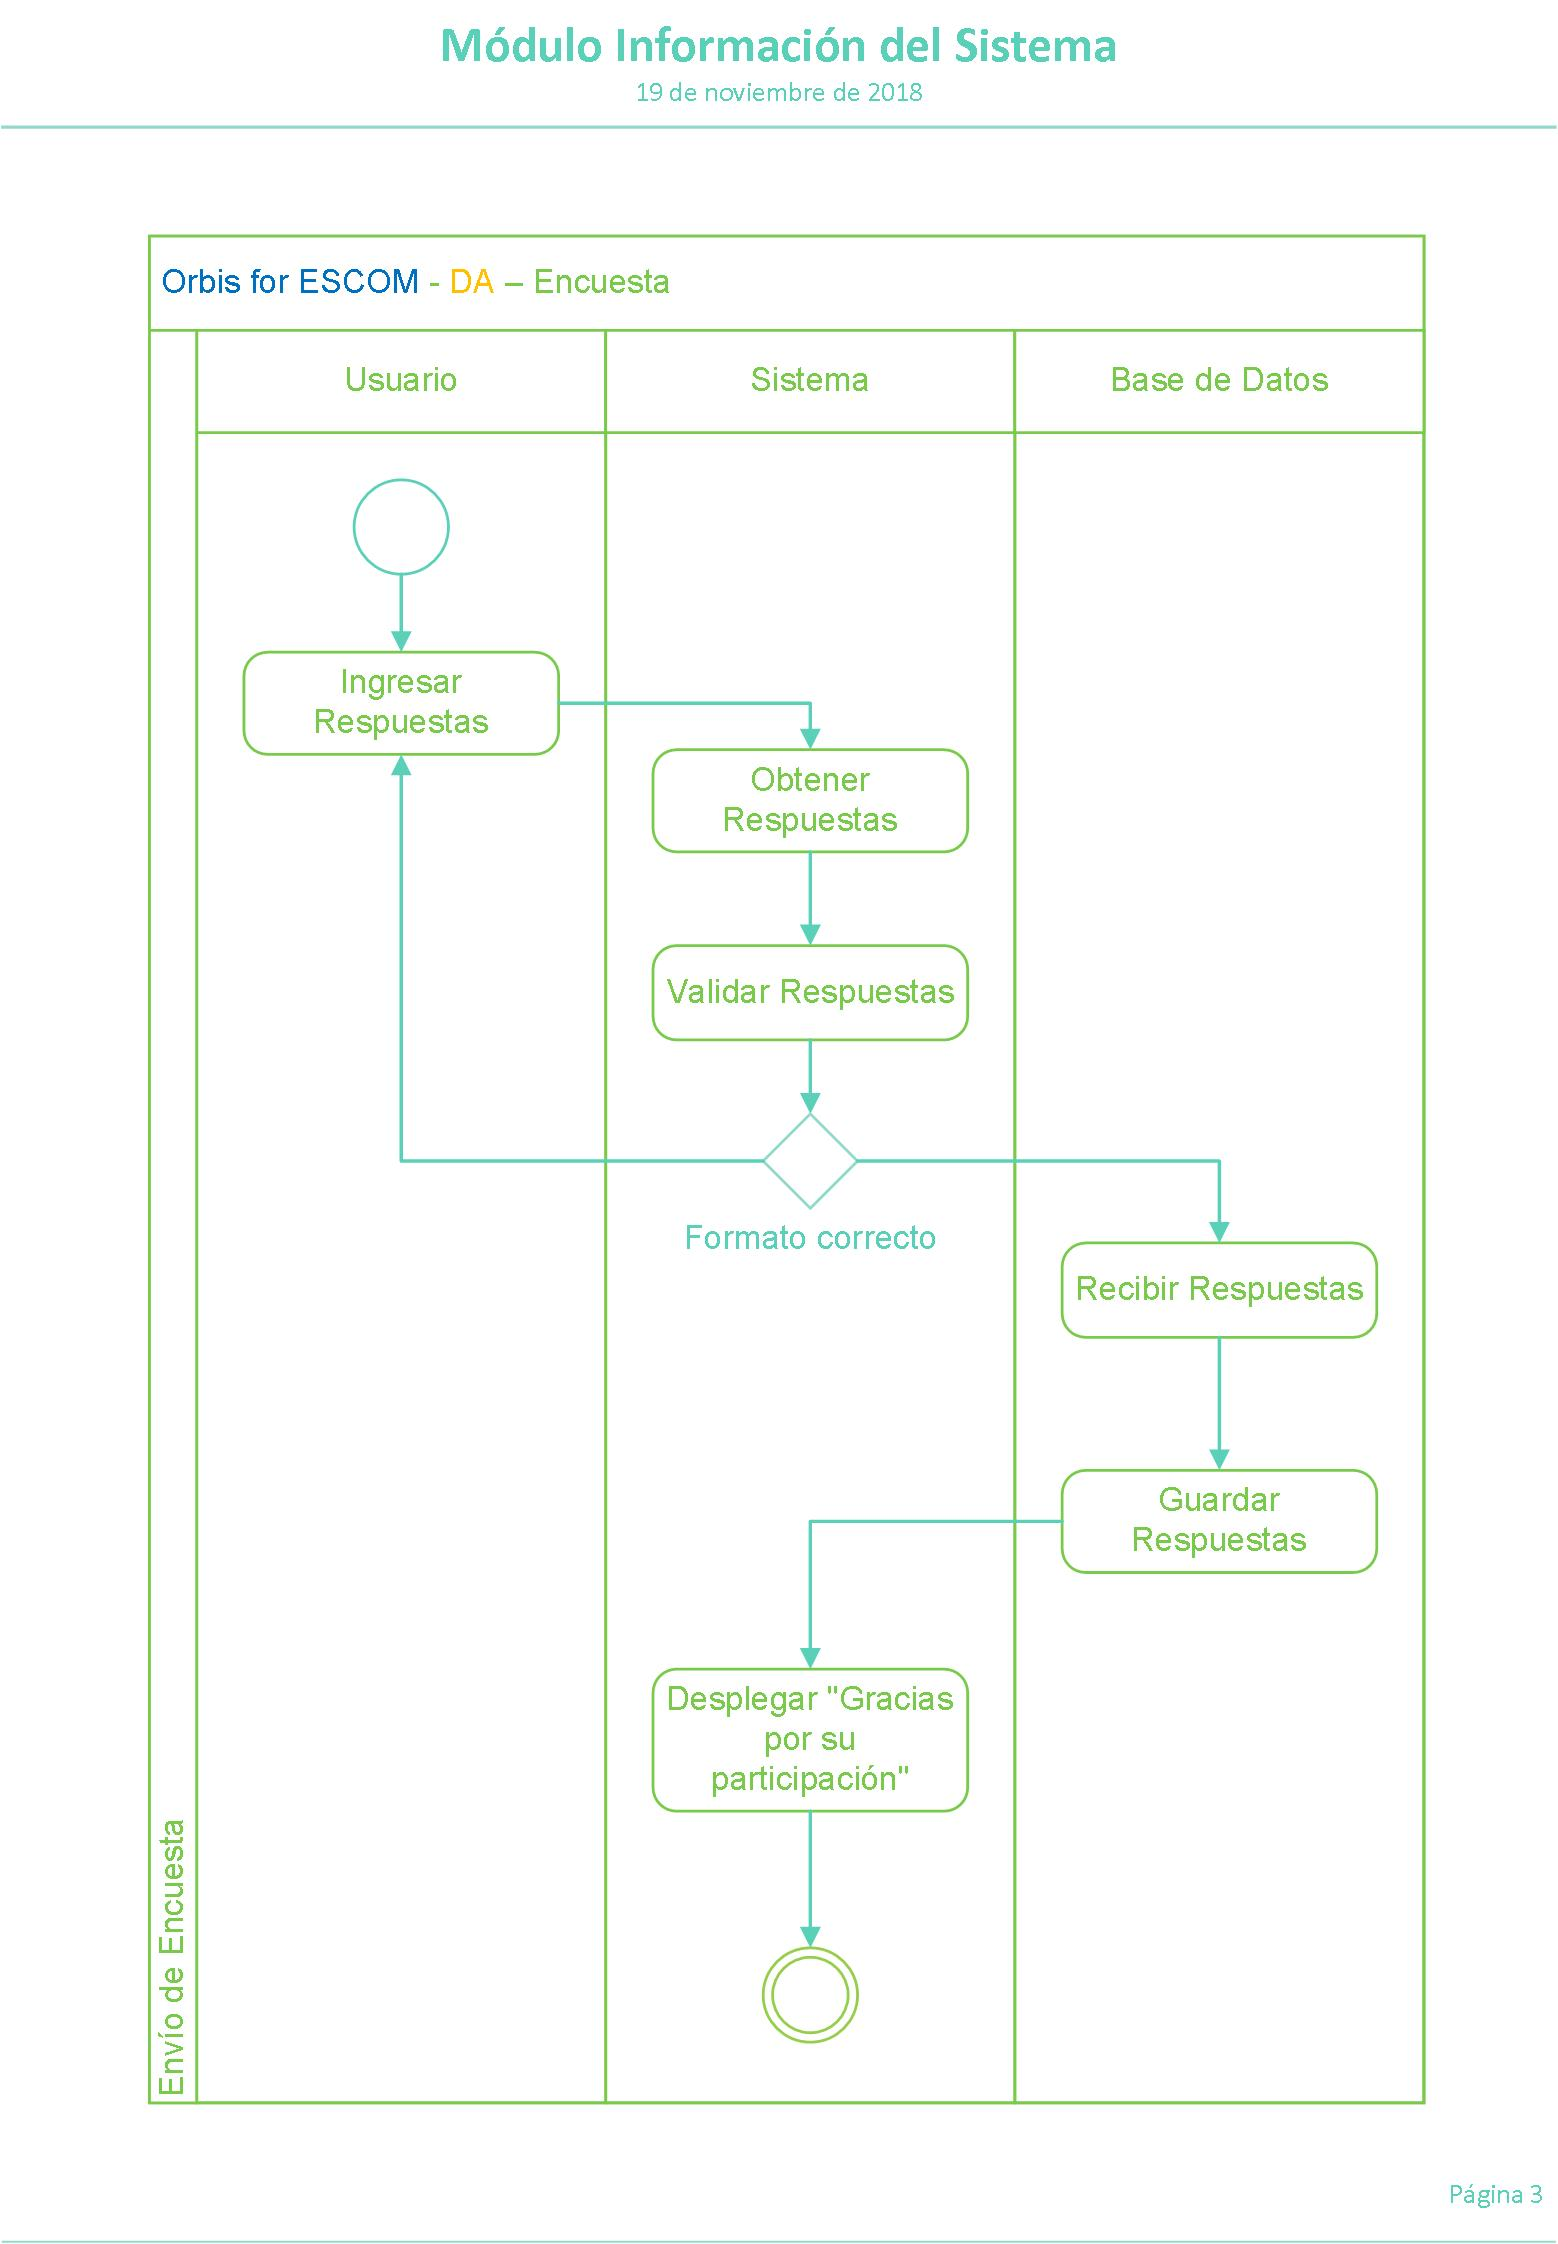 Módulo Información del Sistema
19 de noviembre de 2018
Orbis for ESCOM - DA – Encuesta
Usuario
Sistema
Base de Datos
Ingresar
Respuestas
Obtener
Respuestas
Validar Respuestas
Formato correcto
Recibir Respuestas
Guardar
Respuestas
Desplegar "Gracias
por su
participación"
Envío de Encuesta
Página 3